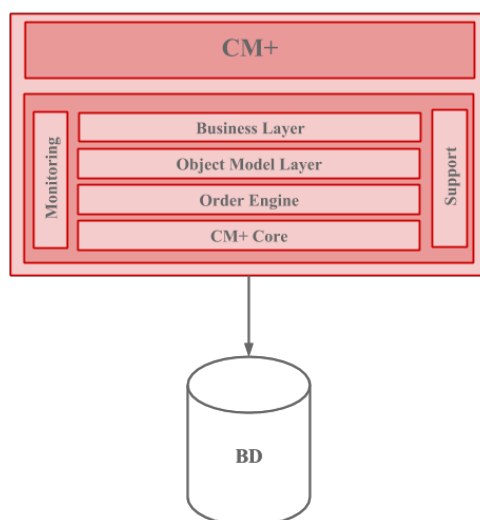 CM+
Business Layer
Monitoring
Object Model Layer
Support
Order Engine
CM+ Core
BD